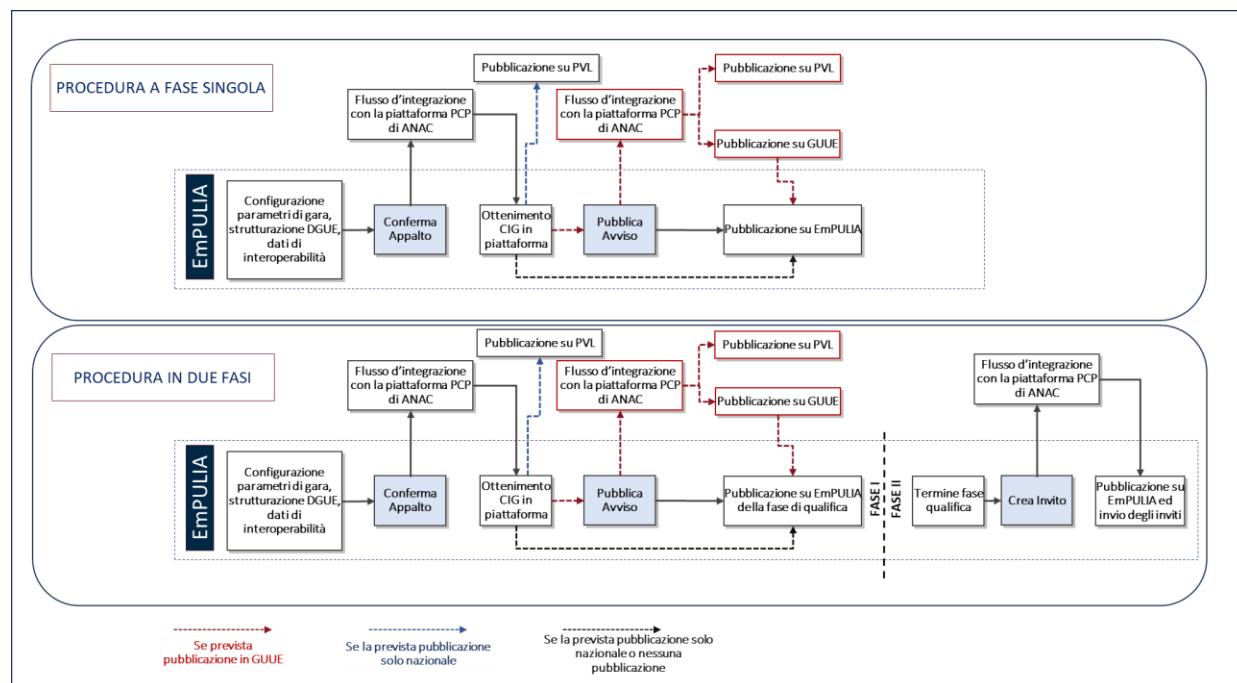 PROCEDURA A FASE SINGOLA
Pubblicazione su PVL
Flusso d'integrazione
con la piattaforma PCP
di ANAC
Flusso d'integrazione
con la piattaforma PCP
di ANAC
Pubblicazione su PVL
Pubblicazione su GUUE
EmPULIA
Configurazione
parametri di gara,
strutturazione DGUE,
dati di
interoperabilità
Conferma
Appalto
Ottenimento
CIG in
piattaforma
Pubblica
Avviso
Pubblicazione su EmPULIA
PROCEDURA IN DUE FASI
Pubblicazione su PVL
Flusso d'integrazione
con la piattaforma PCP
di ANAC
Flusso d'integrazione
con la piattaforma PCP
di ANAC
Pubblicazione su PVL
Pubblicazione su GUUE
Flusso d'integrazione
con la piattaforma PCP
di ANAC
EmPULIA
Configurazione
parametri di gara,
strutturazione DGUE,
dati di
interoperabilità
Conferma
Appalto
Ottenimento
CIG in
piattaforma
Pubblica
Avviso
Pubblicazione su EmPULIA
della fase di qualifica
FASE I
FASE II
Termine fase
qualifica
Crea Invito
Pubblicazione su
EmPULIA ed
invio degli inviti
Se prevista
pubblicazione in GUUE
Se la prevista pubblicazione
solo nazionale
Se la prevista pubblicazione solo
nazionale o nessuna
pubblicazione